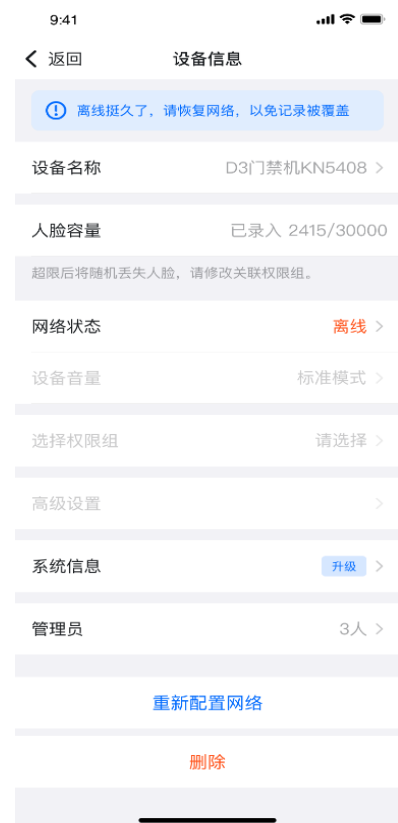 9:41
返回 设备信息
离线挺久了，请恢复网络，以免记录被覆盖
设备名称 D3门禁机KN5408
人脸容量 已录入 2415/30000
超限后将随机丢失人脸，请修改关联权限组。
网络状态 离线
设备音量 标准模式
选择权限组 请选择
高级设置
系统信息 升级
管理员 3人
重新配置网络
删除